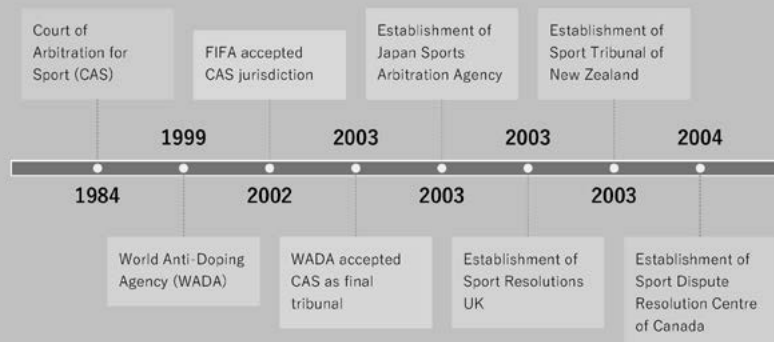 Court of
Arbitration for
Sport (CAS)
FIFA accepted
CAS jurisdiction
Establishment of
Japan Sports
Arbitration Agency
Establishment of
Sport Tribunal of
New Zealand
1999
2003
2003
2004
1984
2002
2003
2003
World Anti-Doping
Agency (WADA)
WADA accepted
CAS as final
tribunal
Establishment of
Sport Resolutions
UK
Establishment of
Sport Dispute
Resolution Centre
of Canada